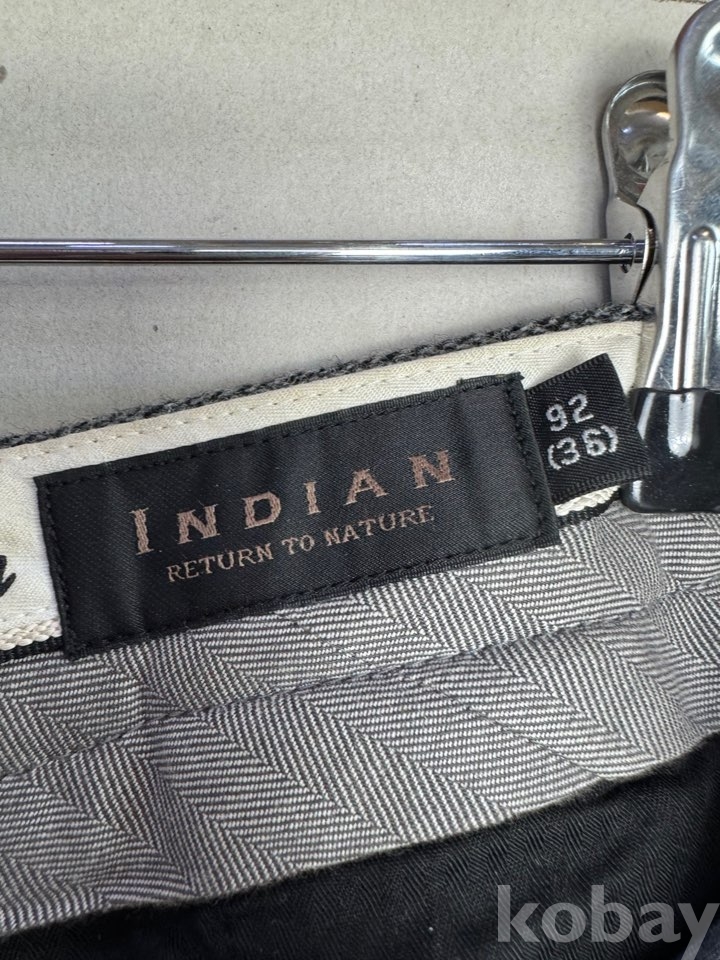 INDIAN
RETURN TO NATURE
92
(36)
kobay